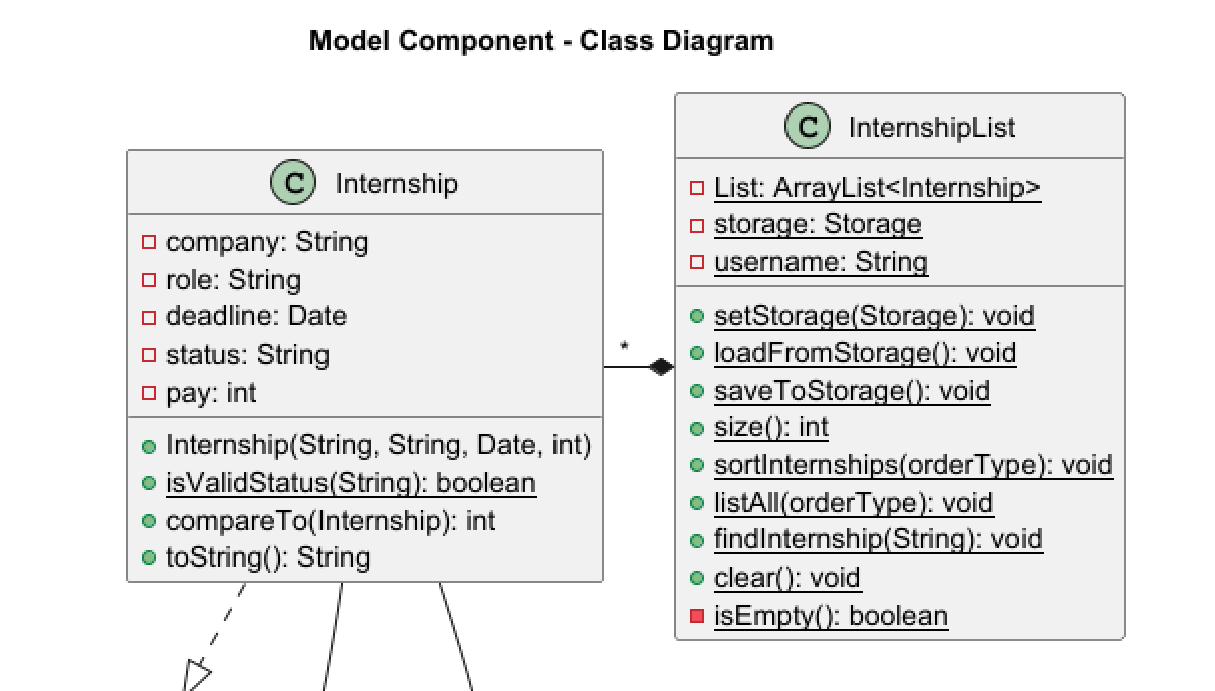 Model Component - Class Diagram
C Internship
company: String
role: String
deadline: Date
status: String
pay: int
Internship(String, String, Date, int)
isValidStatus(String): boolean
compareTo(Internship): int
toString(): String
*
C InternshipList
List: ArrayList<Internship>
storage: Storage
username: String
setStorage(Storage): void
loadFromStorage(): void
saveToStorage(): void
size(): int
sortInternships(orderType): void
listAll(orderType): void
findInternship(String): void
clear(): void
isEmpty(): boolean